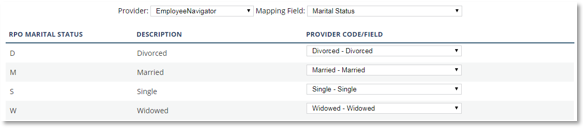 Provider: EmployeeNavigator Mapping Field: Marital Status
RPO MARITAL STATUS DESCRIPTION PROVIDER CODE/FIELD
D Divorced Divorced - Divorced
M Married Married - Married
S Single Single - Single
W Widowed Widowed - Widowed